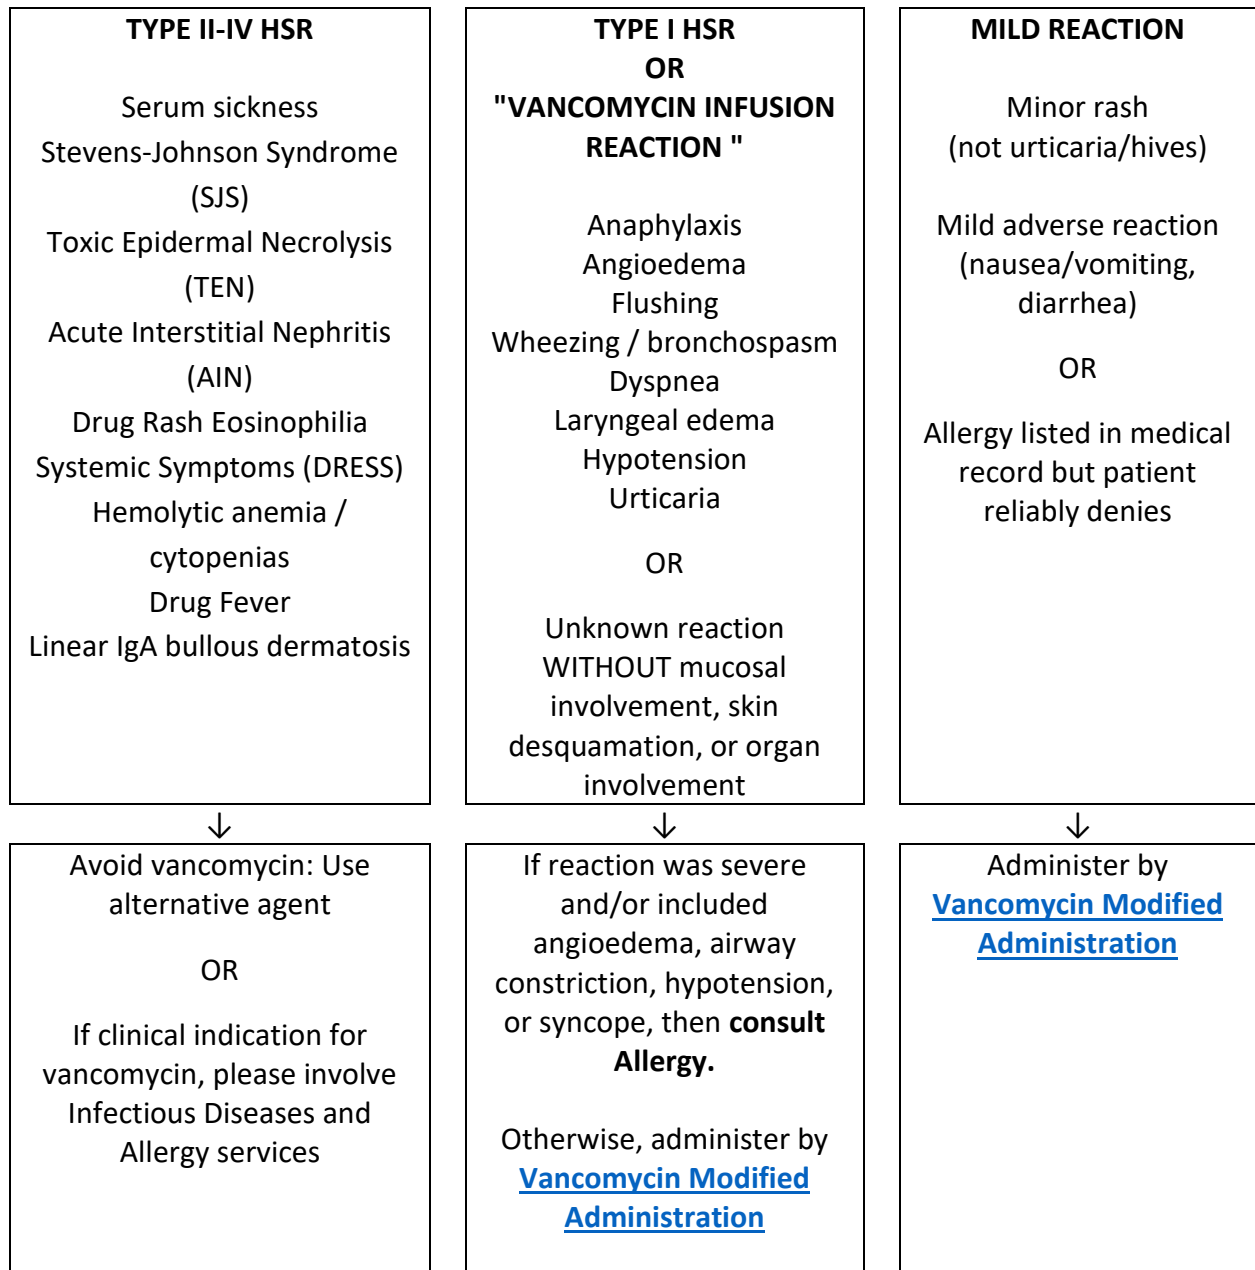 TYPE II-IV HSR
Serum sickness
Stevens-Johnson Syndrome
(SJS)
Toxic Epidermal Necrolysis
(TEN)
Acute Interstitial Nephritis
(AIN)
Drug Rash Eosinophilia
Systemic Symptoms (DRESS)
Hemolytic anemia /
cytopenias
Drug Fever
Linear IgA bullous dermatosis
↓
Avoid vancomycin: Use
alternative agent
OR
If clinical indication for
vancomycin, please involve
Infectious Diseases and
Allergy services
TYPE I HSR
OR
"VANCOMYCIN INFUSION
REACTION "
Anaphylaxis
Angioedema
Flushing
Wheezing / bronchospasm
Dyspnea
Laryngeal edema
Hypotension
Urticaria
OR
Unknown reaction
WITHOUT mucosal
involvement, skin
desquamation, or organ
involvement
↓
If reaction was severe
and/or included
angioedema, airway
constriction, hypotension,
or syncope, then consult
Allergy.
Otherwise, administer by
Vancomycin Modified
Administration
MILD REACTION
Minor rash
(not urticaria/hives)
Mild adverse reaction
(nausea/vomiting,
diarrhea)
OR
Allergy listed in medical
record but patient
reliably denies
↓
Administer by
Vancomycin Modified
Administration